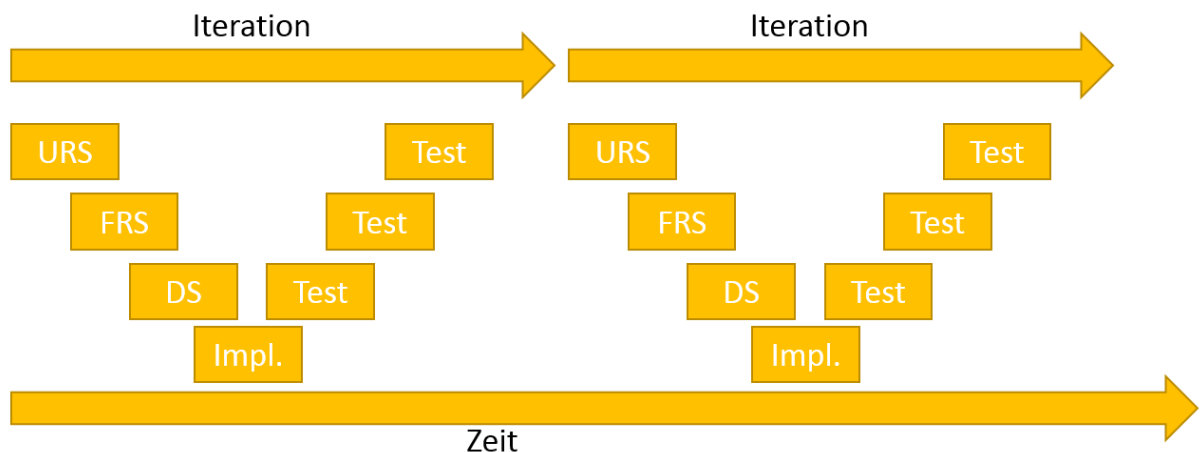 Iteration Iteration
URS Test URS Test
FRS Test FRS Test
DS Test DS Test
Impl. Impl.
Zeit